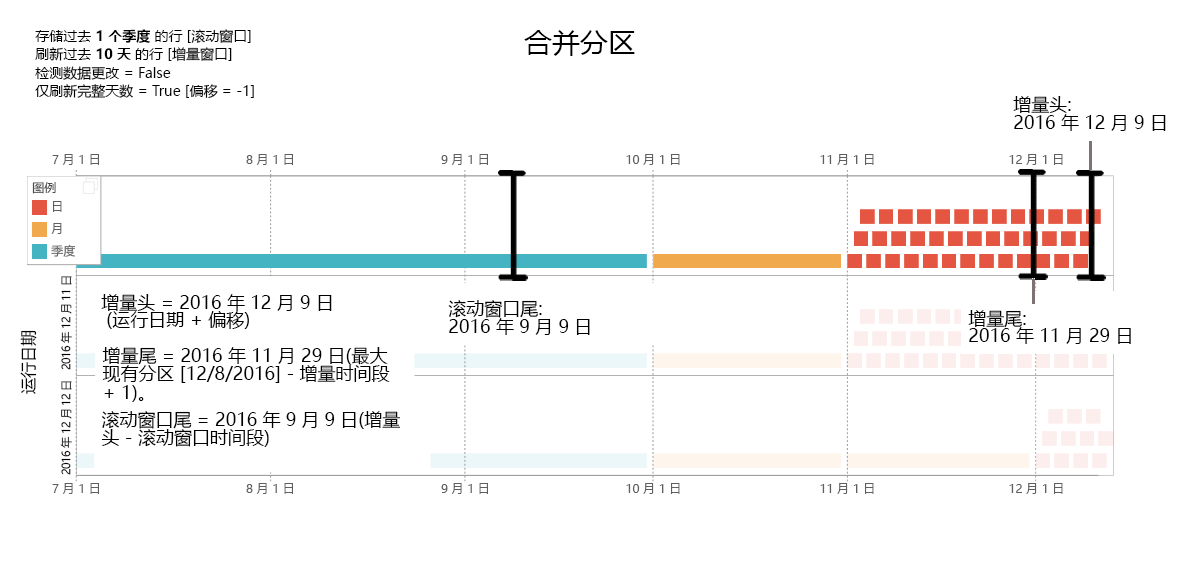 存储过去 1 个季度 的行 [滚动窗口]
刷新过去 10 天 的行 [增量窗口]
检测数据更改 = False
仅刷新完整天数 = True [偏移 = -1]
合并分区
增量头:
2016 年 12 月 9 日
7 月 1 日
8 月 1 日
9 月 1 日
10 月 1 日
11 月 1 日
12 月 1 日
图例
日
月
季度
运行日期
2016 年 12 月 11 日
2016 年 12 月 12 日
增量头 = 2016 年 12 月 9 日
(运行日期 + 偏移)
增量尾 = 2016 年 11 月 29 日(最大
现有分区 [12/8/2016] - 增量时间段
+ 1)。
滚动窗口尾 = 2016 年 9 月 9 日(增量
头 - 滚动窗口时间段)
滚动窗口尾:
2016 年 9 月 9 日
增量尾:
2016 年 11 月 29 日
7 月 1 日
8 月 1 日
9 月 1 日
10 月 1 日
11 月 1 日
12 月 1 日